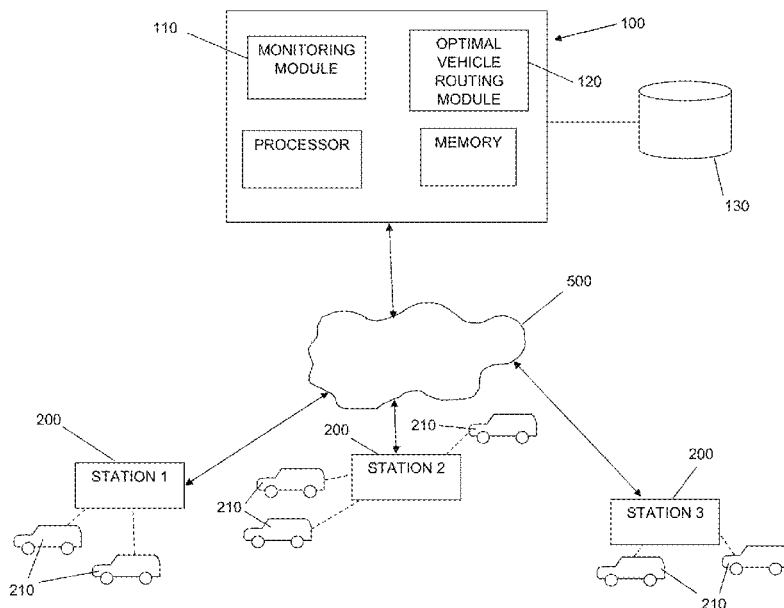 110
MONITORING
MODULE
OPTIMAL
VEHICLE
ROUTING
MODULE
100
120
PROCESSOR
MEMORY
130
500
200
STATION 1
210
200
STATION 2
210
210
200
STATION 3
210